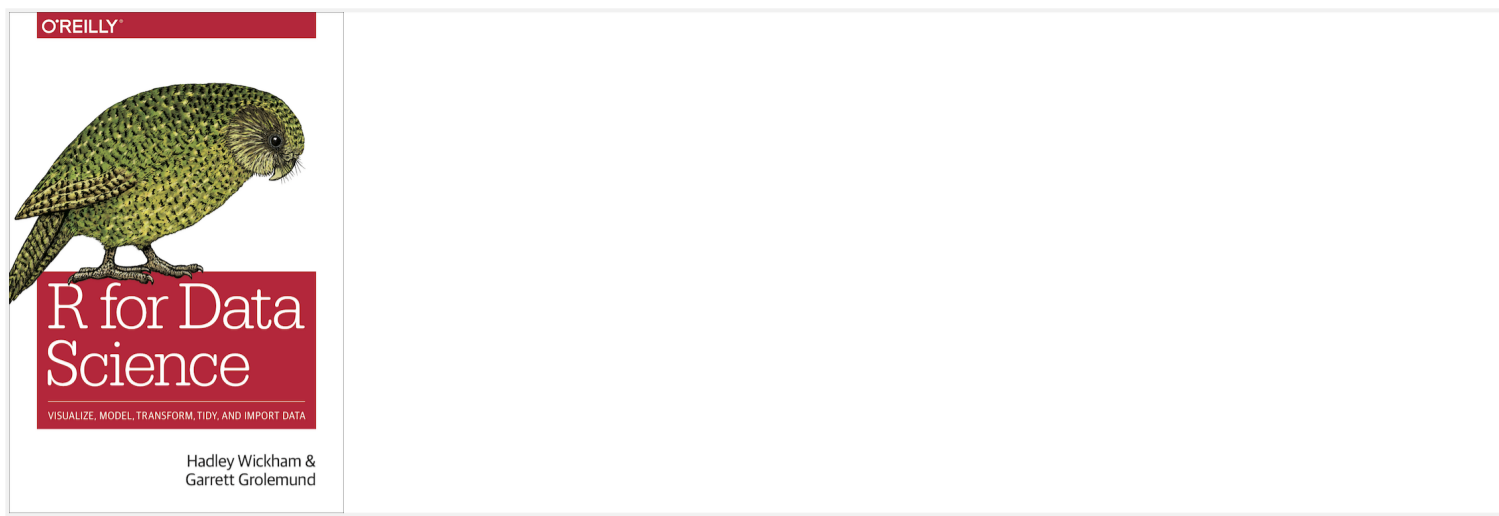 O'REILLY®
R for Data
Science
VISUALIZE, MODEL, TRANSFORM, TIDY, AND IMPORT DATA
Hadley Wickham &
Garrett Grolemund